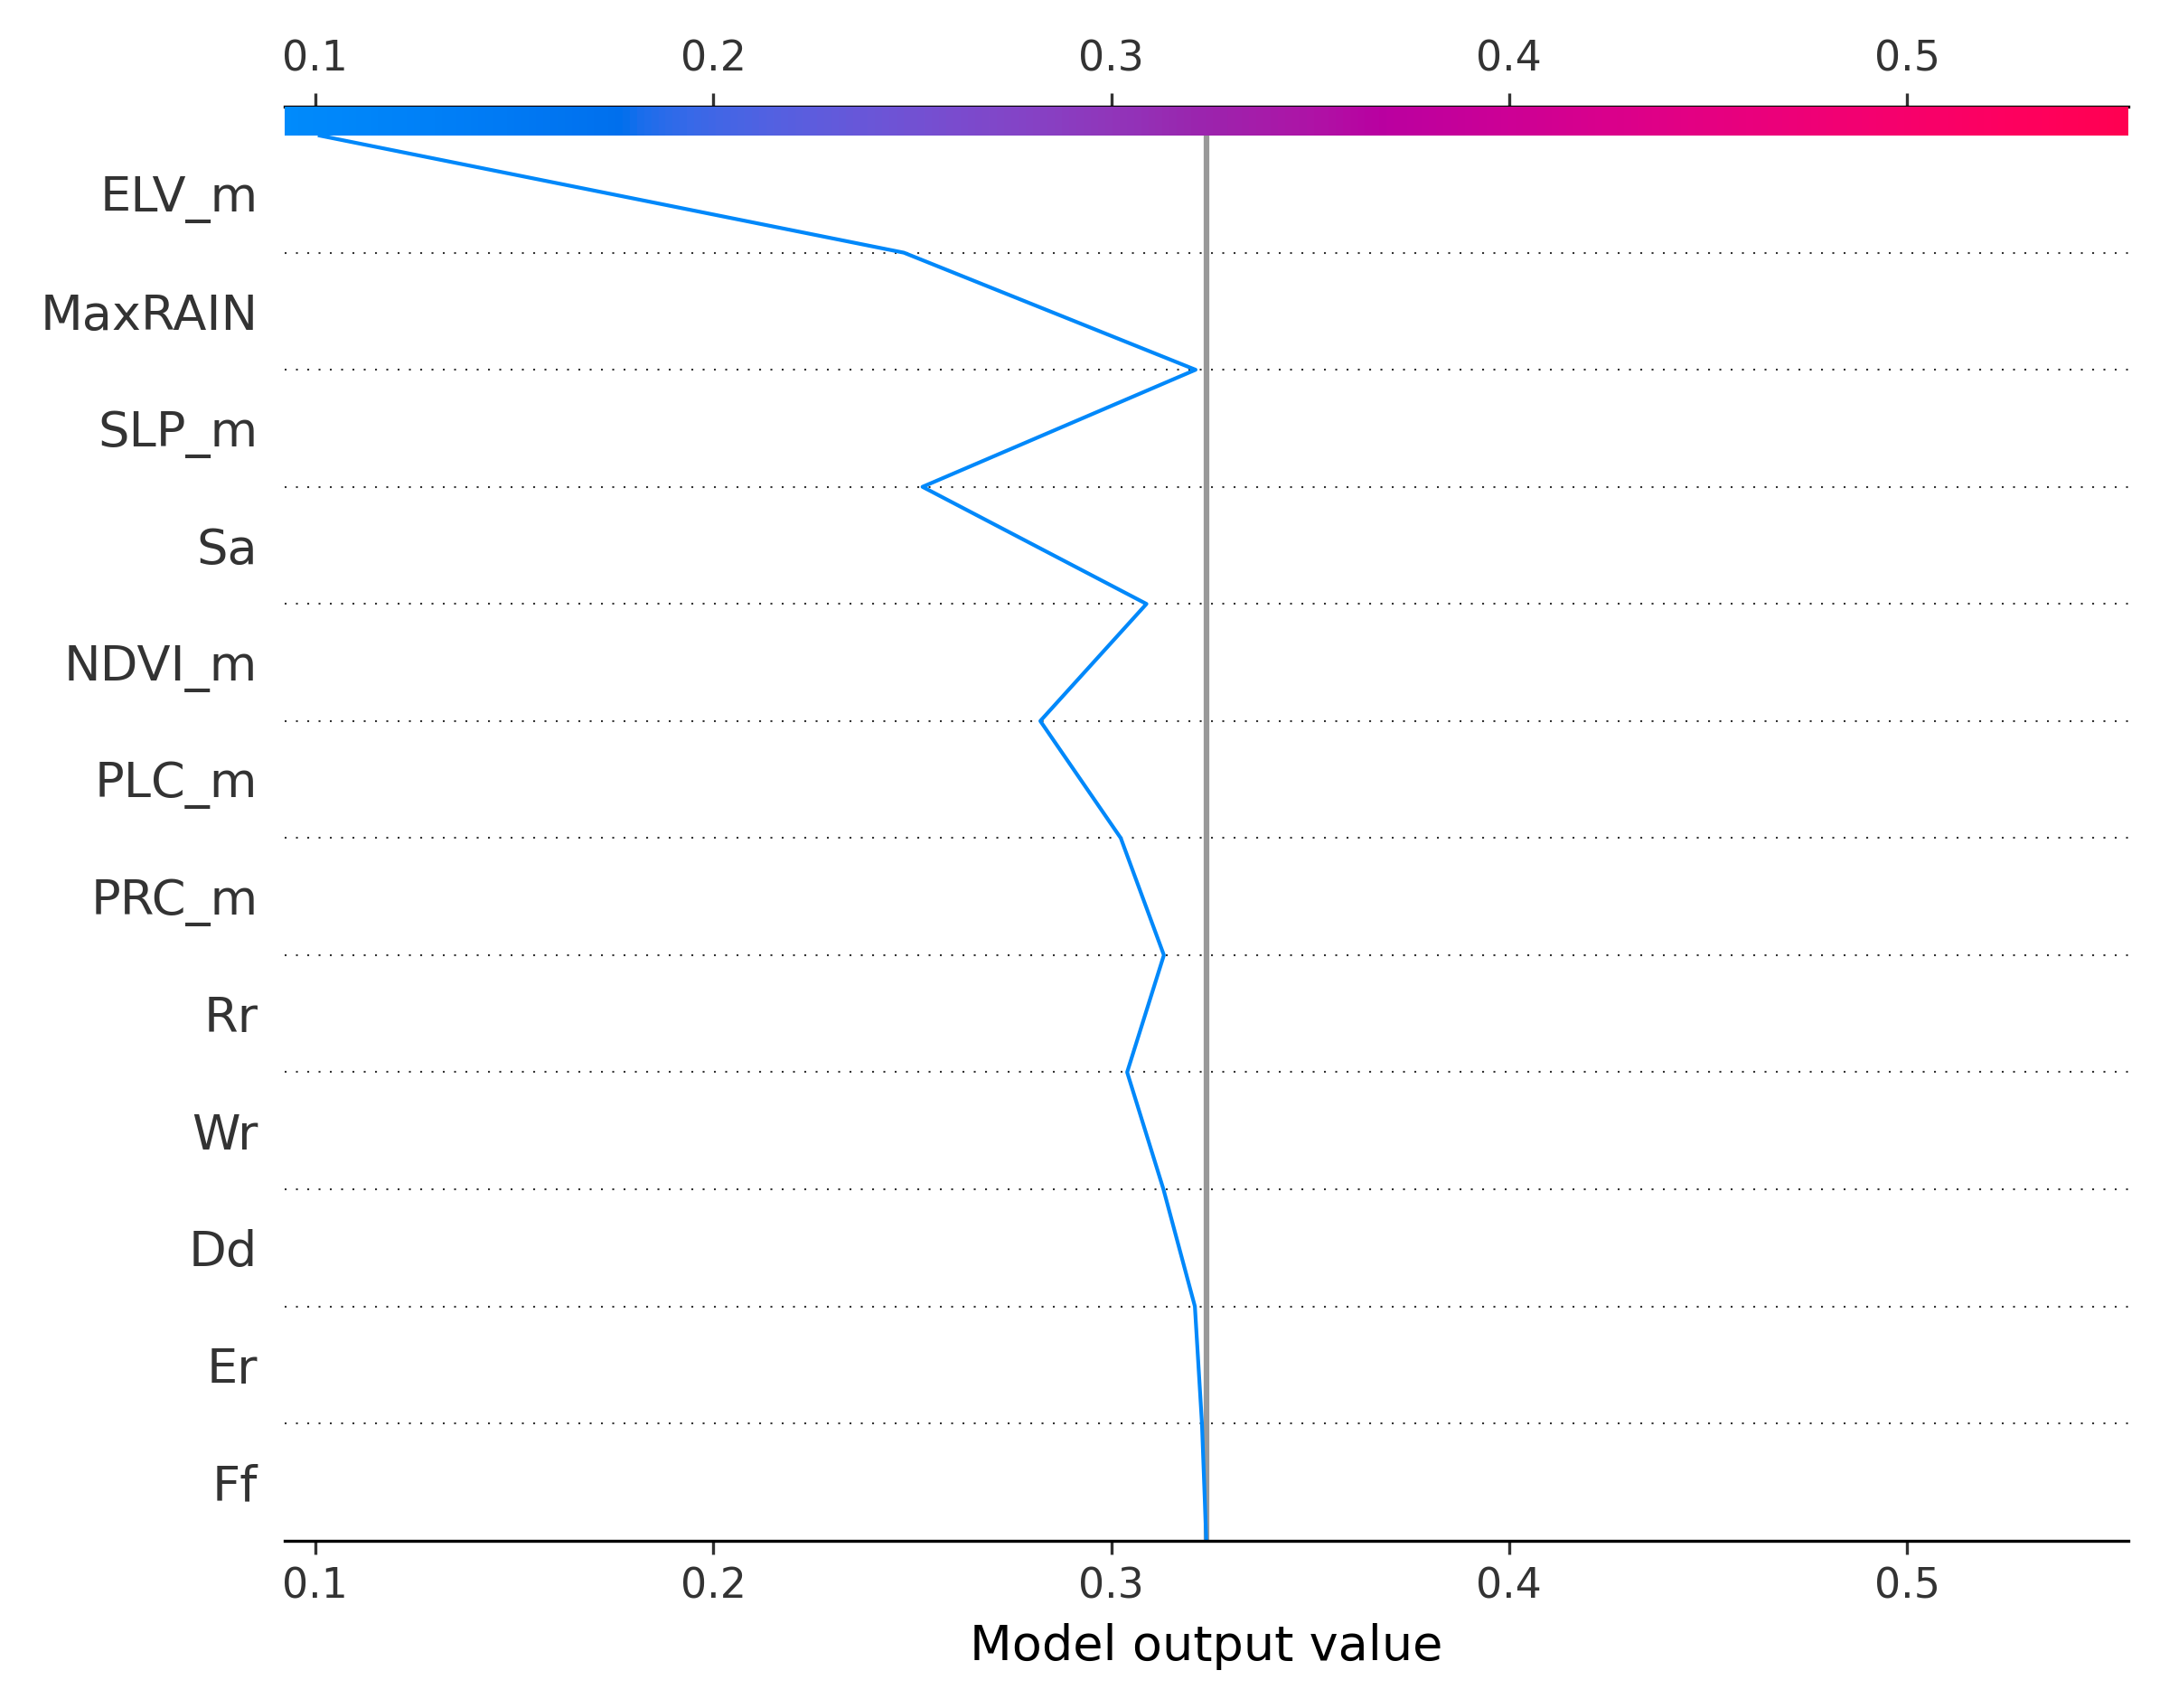 0.1 0.2 0.3 0.4 0.5
ELV_m
MaxRAIN
SLP_m
Sa
NDVI_m
PLC_m
PRC_m
Rr
Wr
Dd
Er
Ff
0.1 0.2 0.3 0.4 0.5
Model output value